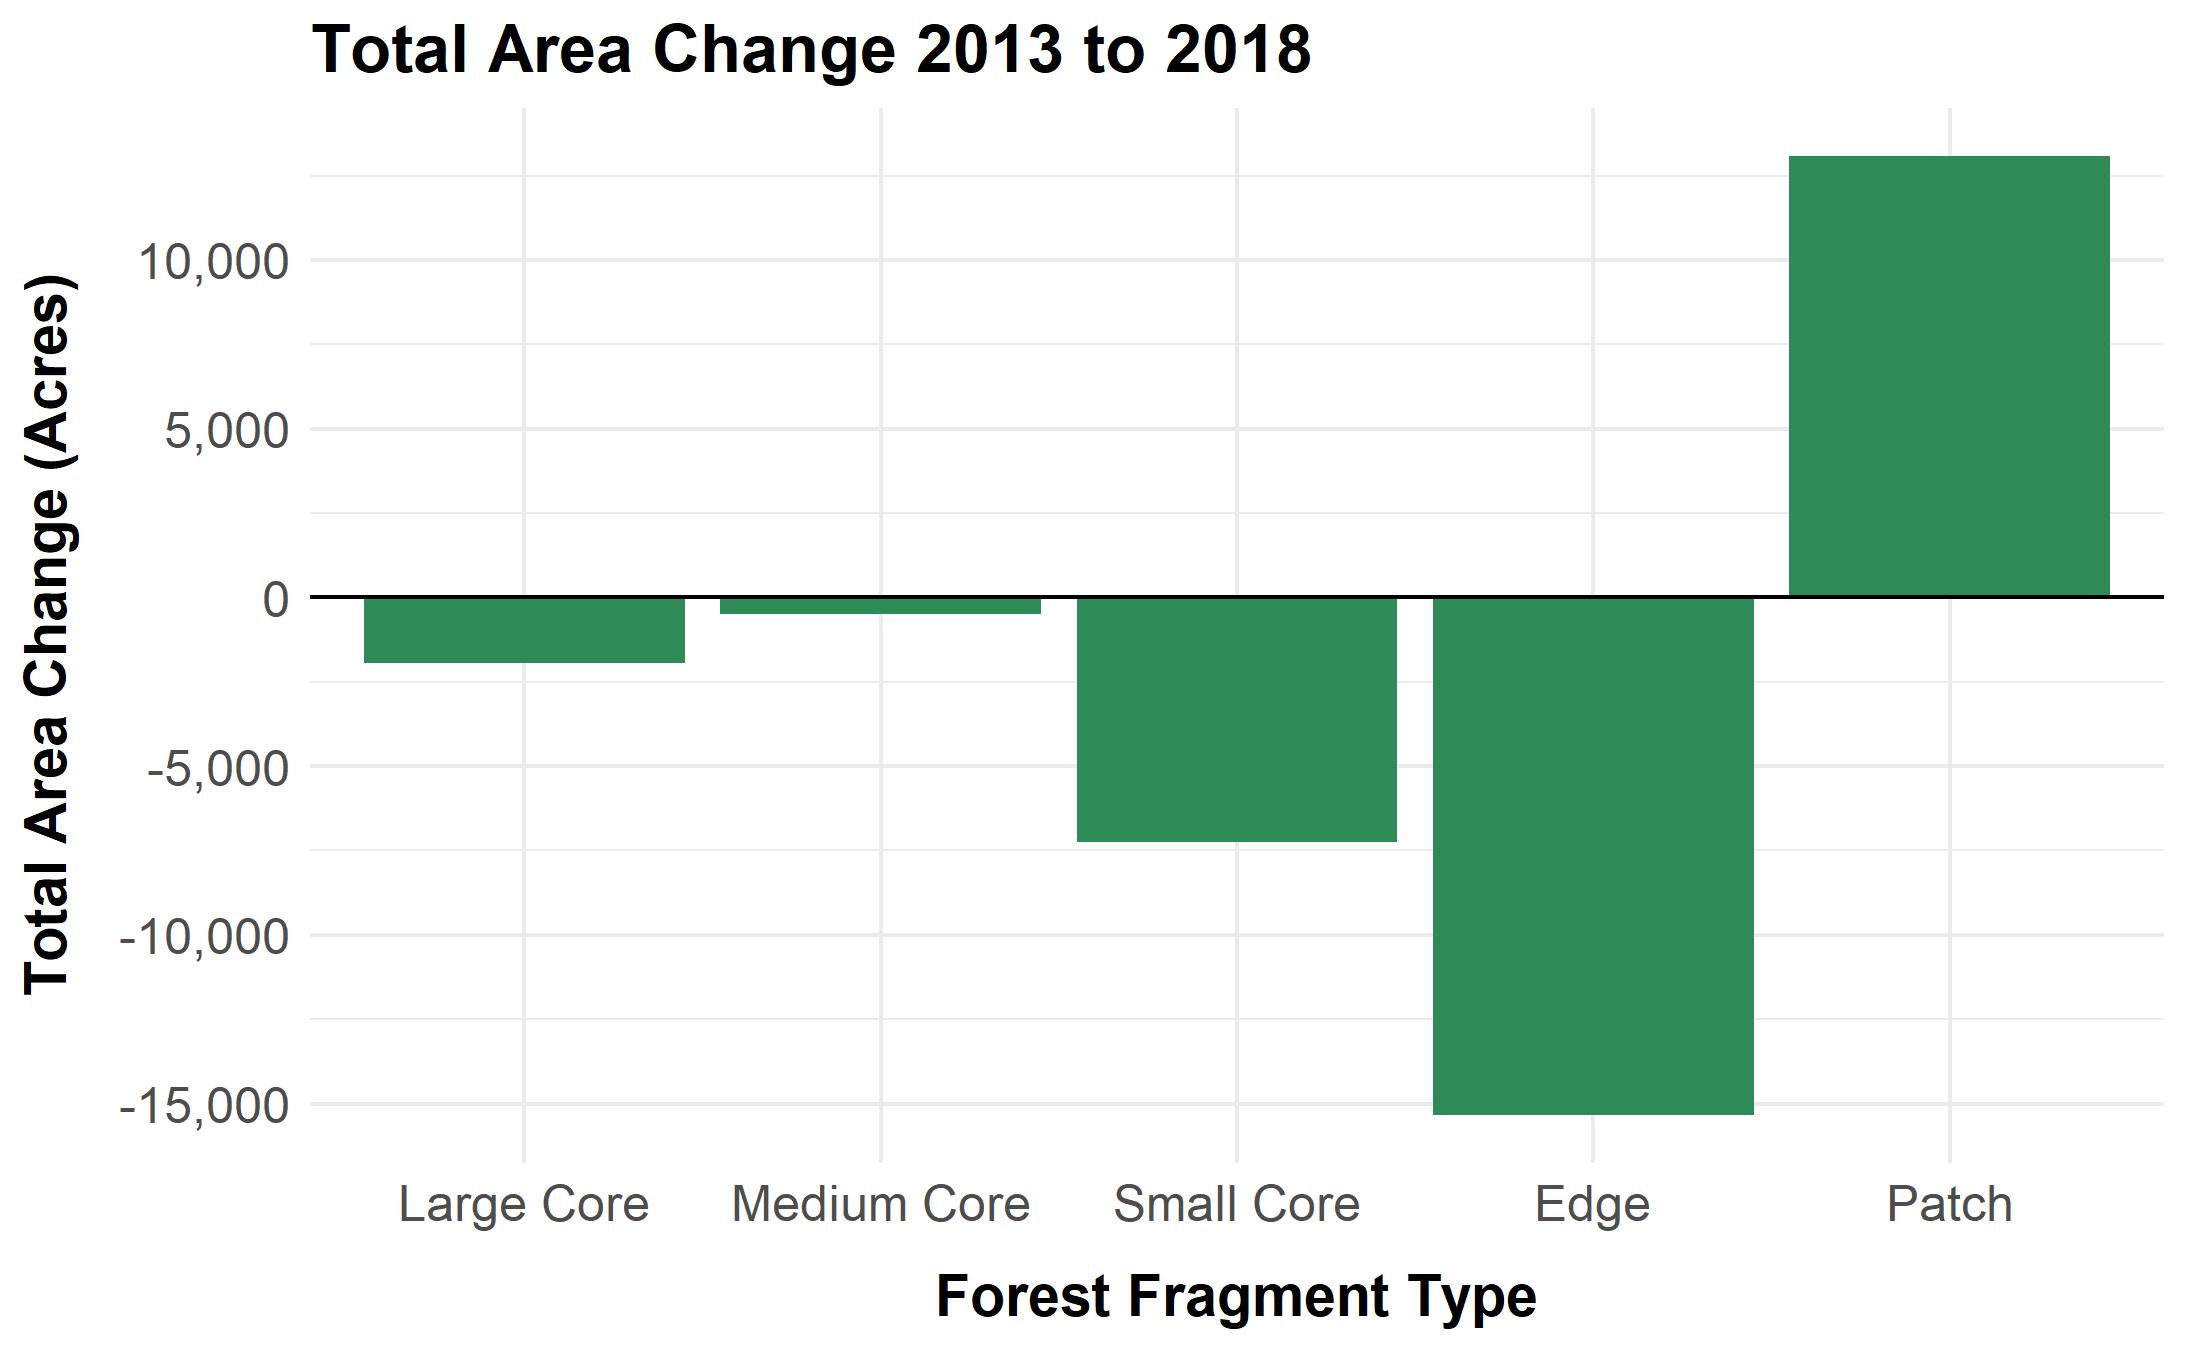 Total Area Change 2013 to 2018
Total Area Change (Acres)
10,000
5,000
0
-5,000
-10,000
-15,000
Large Core
Medium Core
Small Core
Edge
Patch
Forest Fragment Type